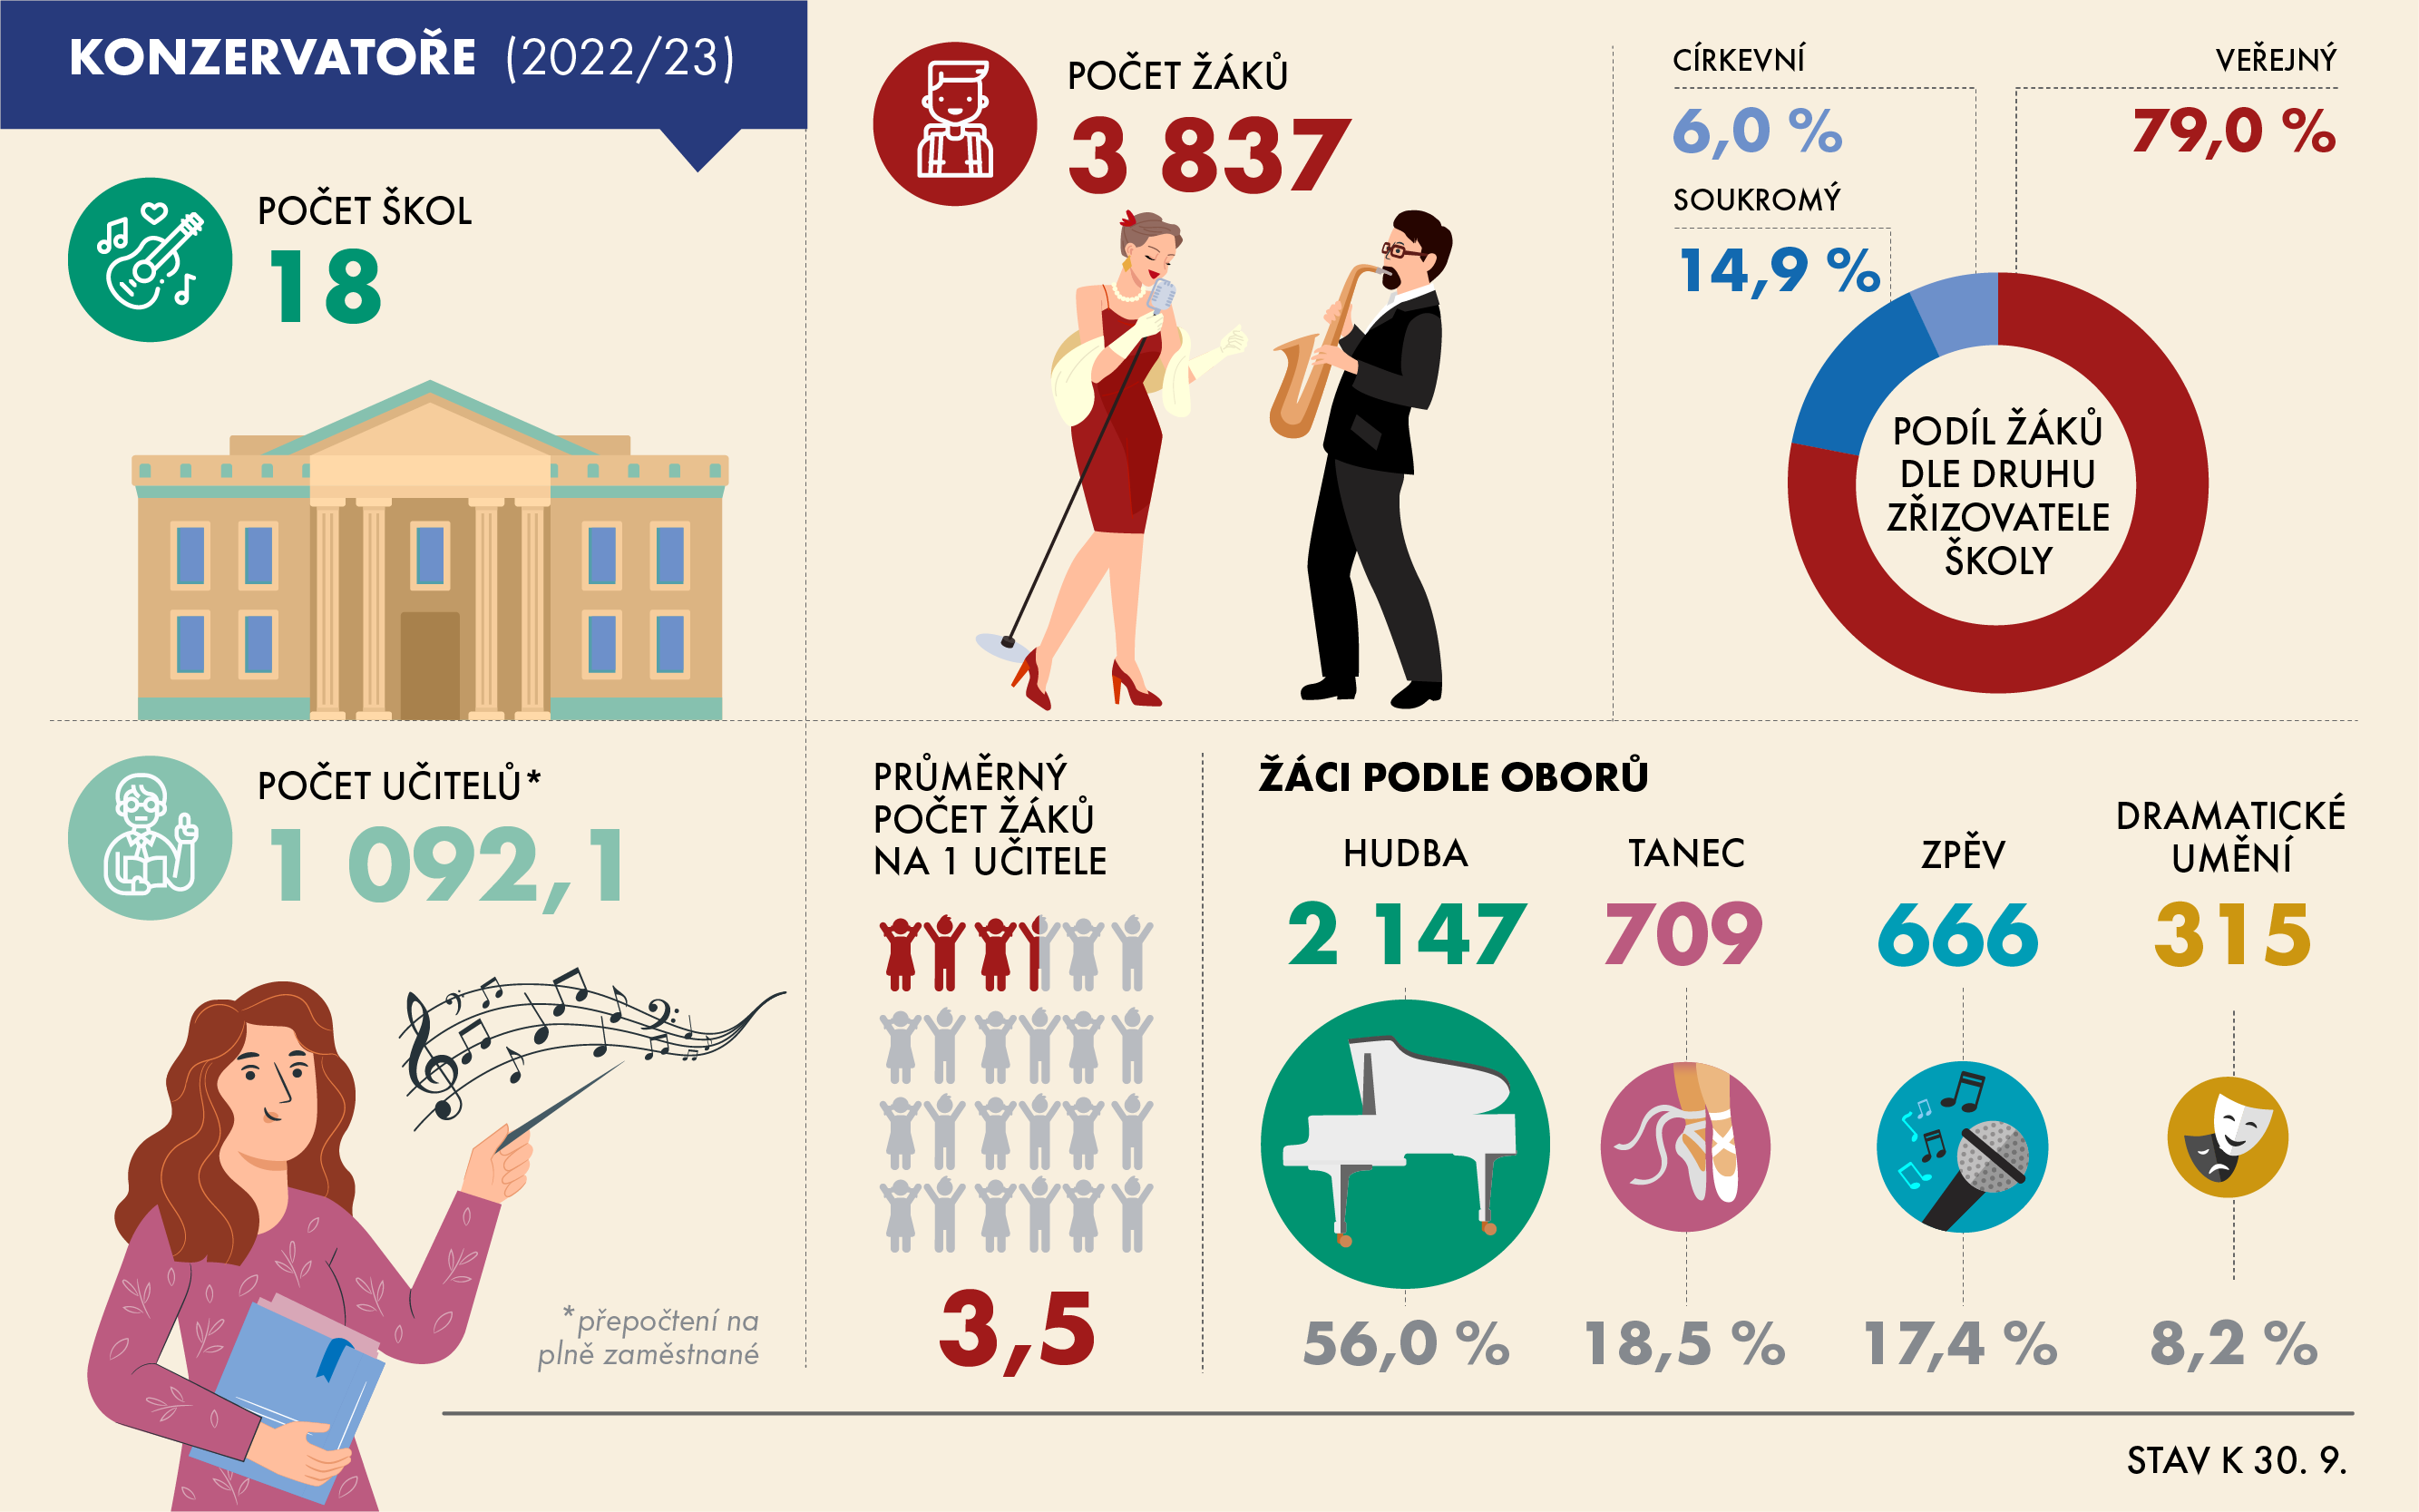 KONZERVATOŘE (2022/23)
POČET ŠKOL
18
POČET ŽÁKŮ
3 837
CÍRKEVNÍ
6,0 %
SOUKROMÝ
14,9 %
VEŘEJNÝ
79,0 %
PODÍL ŽÁKŮ
DLE DRUHU
ZŘIZOVATELE
ŠKOLY
POČET UČITELŮ*
1 092,1
*přepočtení na
plně zaměstnané
PRŮMĚRNÝ
POČET ŽÁKŮ
NA 1 UČITELE
3,5
ŽÁCI PODLE OBORŮ
HUDBA
2 147
56,0 %
TANEC
709
18,5 %
ZPĚV
666
17,4 %
DRAMATICKÉ
UMĚNÍ
315
8,2 %
STAV K 30. 9.